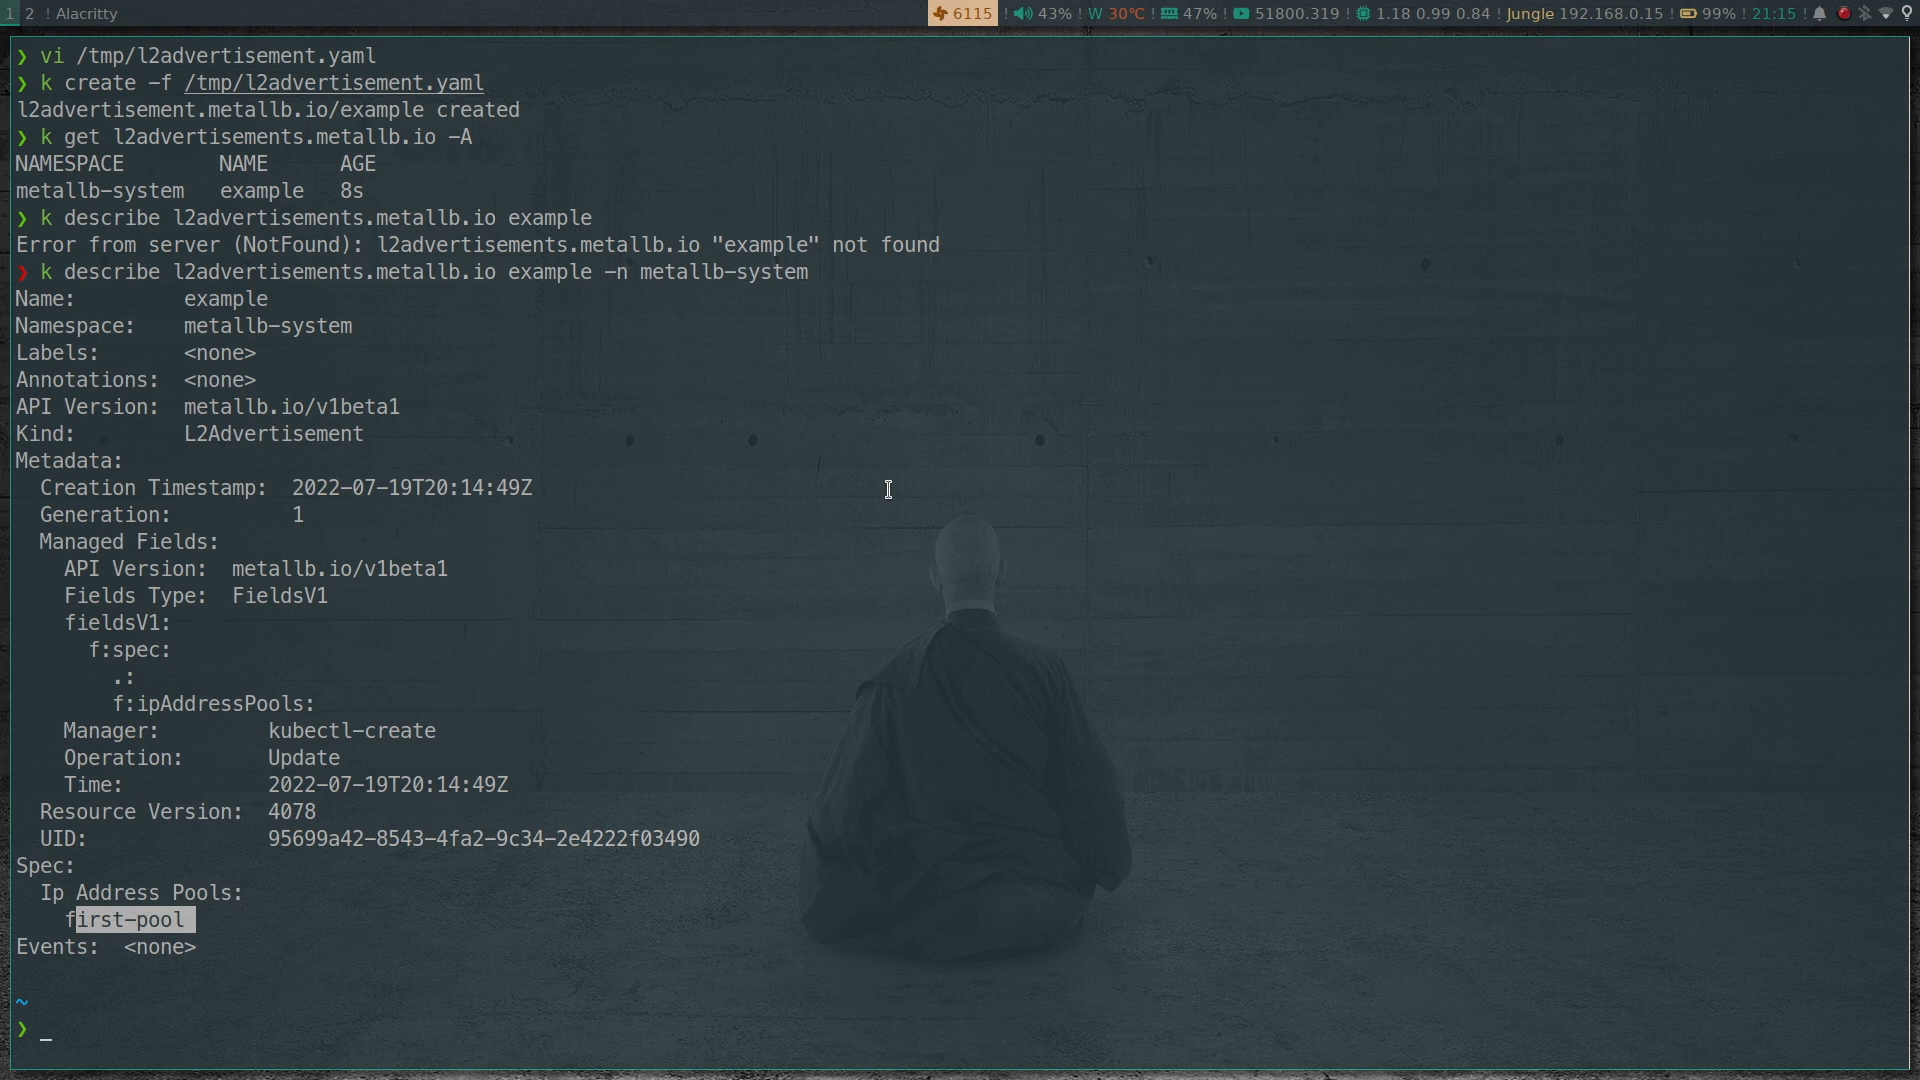 1 2 ! Alacritty 6115 ! 43% ! W 30℃ ! 47% ! 51800.319 ! 1.18 0.99 0.84 ! Jungle 192.168.0.15 ! 99% ! 21:15 !
❯ vi /tmp/l2advertisement.yaml
❯ k create -f /tmp/l2advertisement.yaml
l2advertisement.metallb.io/example created
❯ k get l2advertisements.metallb.io -A
NAMESPACE        NAME      AGE
metallb-system   example   8s
❯ k describe l2advertisements.metallb.io example
Error from server (NotFound): l2advertisements.metallb.io "example" not found
❯ k describe l2advertisements.metallb.io example -n metallb-system
Name:         example
Namespace:    metallb-system
Labels:       <none>
Annotations:  <none>
API Version:  metallb.io/v1beta1
Kind:         L2Advertisement
Metadata:
  Creation Timestamp:  2022-07-19T20:14:49Z
  Generation:          1
  Managed Fields:
    API Version:  metallb.io/v1beta1
    Fields Type:  FieldsV1
    fieldsV1:
      f:spec:
        .:
        f:ipAddressPools:
    Manager:         kubectl-create
    Operation:       Update
    Time:            2022-07-19T20:14:49Z
  Resource Version:  4078
  UID:               95699a42-8543-4fa2-9c34-2e4222f03490
Spec:
  Ip Address Pools:
    first-pool
Events:  <none>
~
❯ _